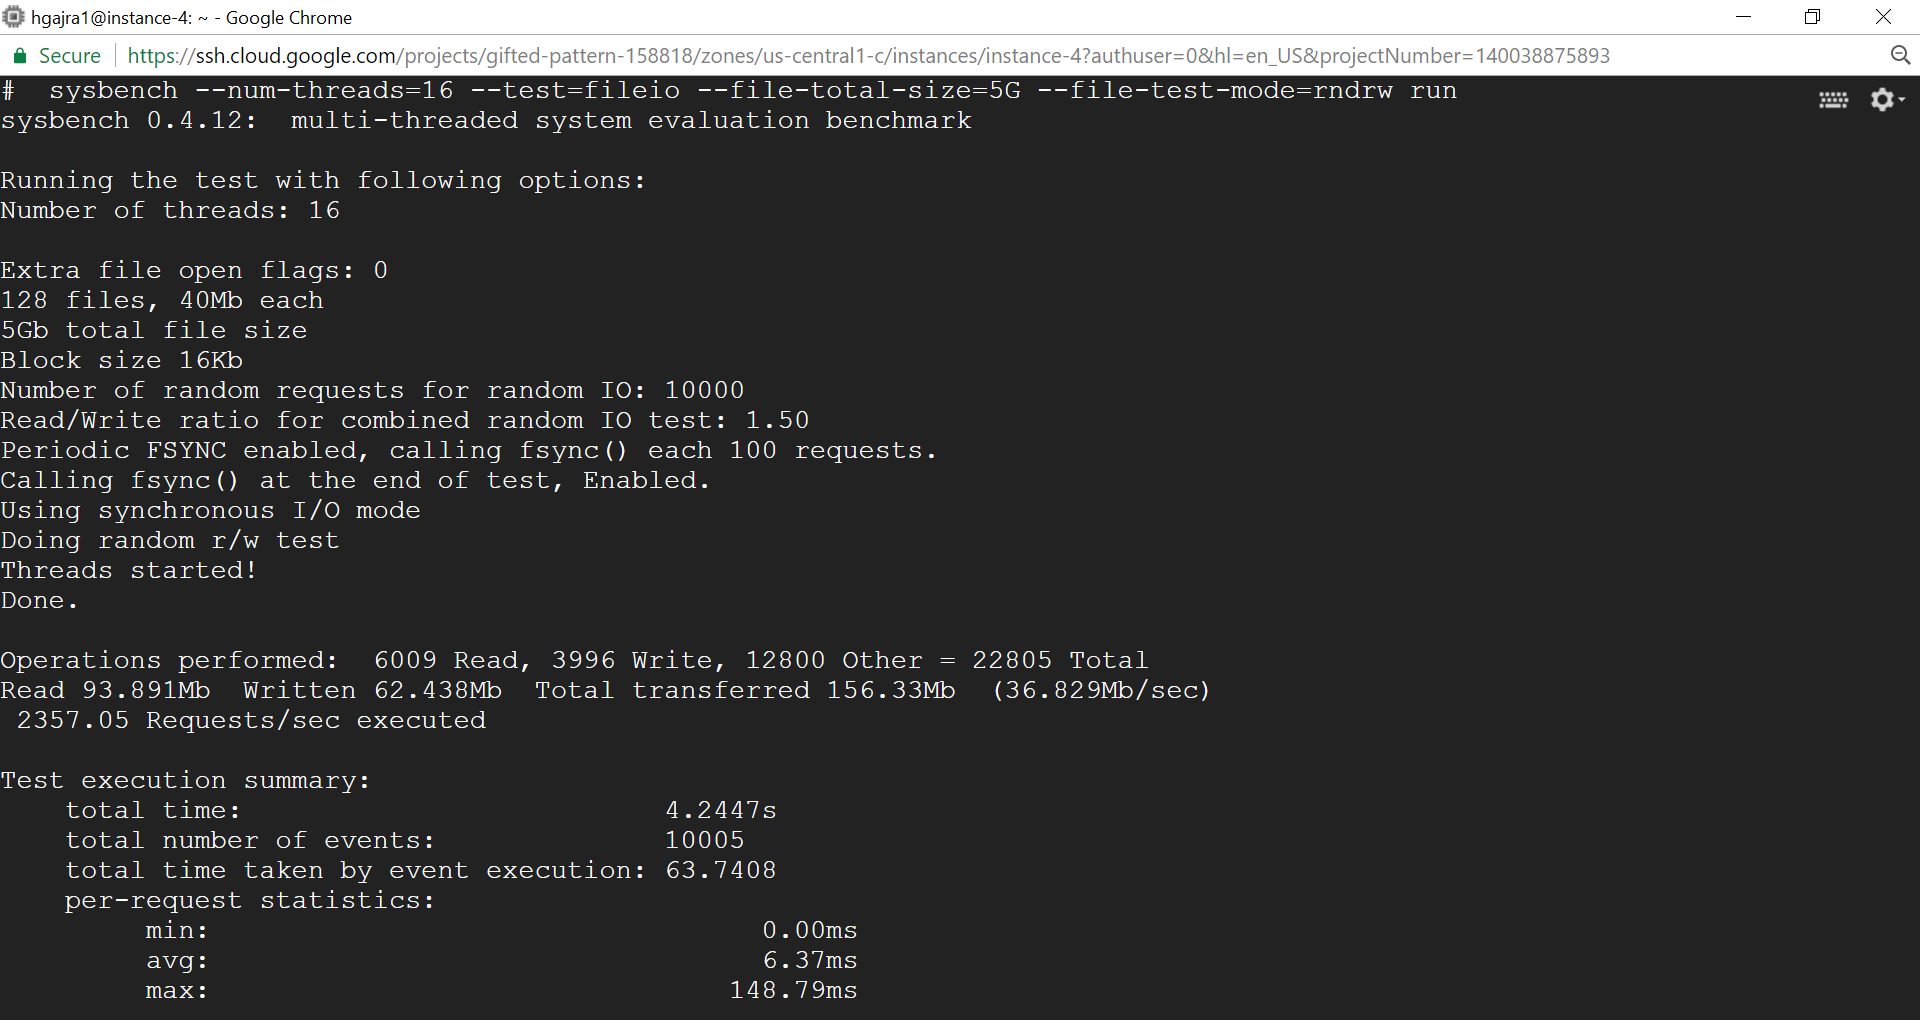 hgajra1@instance-4: ~ - Google Chrome
Secure https://ssh.cloud.google.com/projects/gifted-pattern-158818/zones/us-central1-c/instances/instance-4?authuser=0&hl=en_US&projectNumber=140038875893
#  sysbench --num-threads=16 --test=fileio --file-total-size=5G --file-test-mode=rndrw run
sysbench 0.4.12:  multi-threaded system evaluation benchmark
Running the test with following options:
Number of threads: 16
Extra file open flags: 0
128 files, 40Mb each
5Gb total file size
Block size 16Kb
Number of random requests for random IO: 10000
Read/Write ratio for combined random IO test: 1.50
Periodic FSYNC enabled, calling fsync() each 100 requests.
Calling fsync() at the end of test, Enabled.
Using synchronous I/O mode
Doing random r/w test
Threads started!
Done.
Operations performed:  6009 Read, 3996 Write, 12800 Other = 22805 Total
Read 93.891Mb  Written 62.438Mb  Total transferred 156.33Mb  (36.829Mb/sec)
2357.05 Requests/sec executed
Test execution summary:
total time: 4.2447s
total number of events: 10005
total time taken by event execution: 63.7408
per-request statistics:
min: 0.00ms
avg: 6.37ms
max: 148.79ms